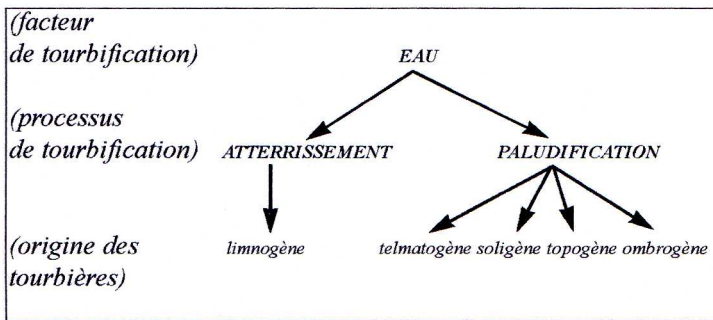 (facteur
de tourbification) EAU
(processus
de tourbification) ATTERRISSEMENT PALUDIFICATION
(origine des limnogène telmatogène soligène topogène ombrogène
tourbières)